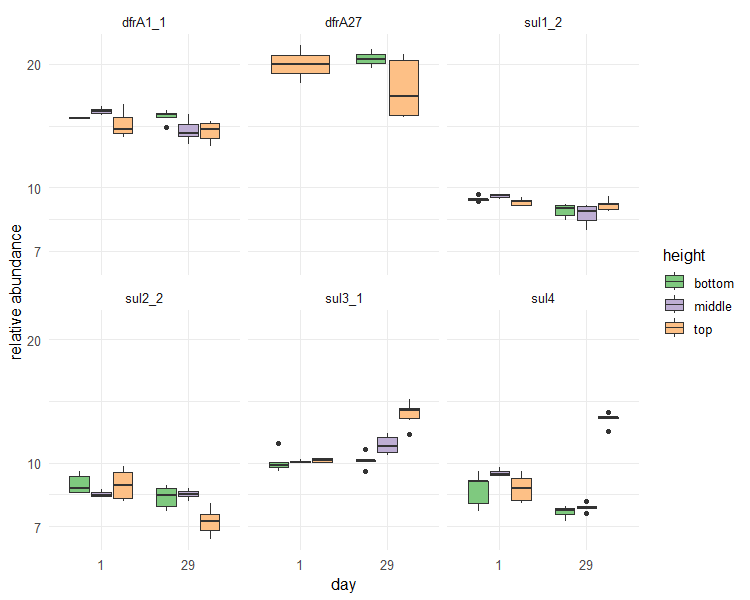 dfrA1_1 dfrA27 sul1_2
20
10
7
relative abundance
height
bottom
middle
top
sul2_2 sul3_1 sul4
20
10
7
1 29 1 29 1 29
day